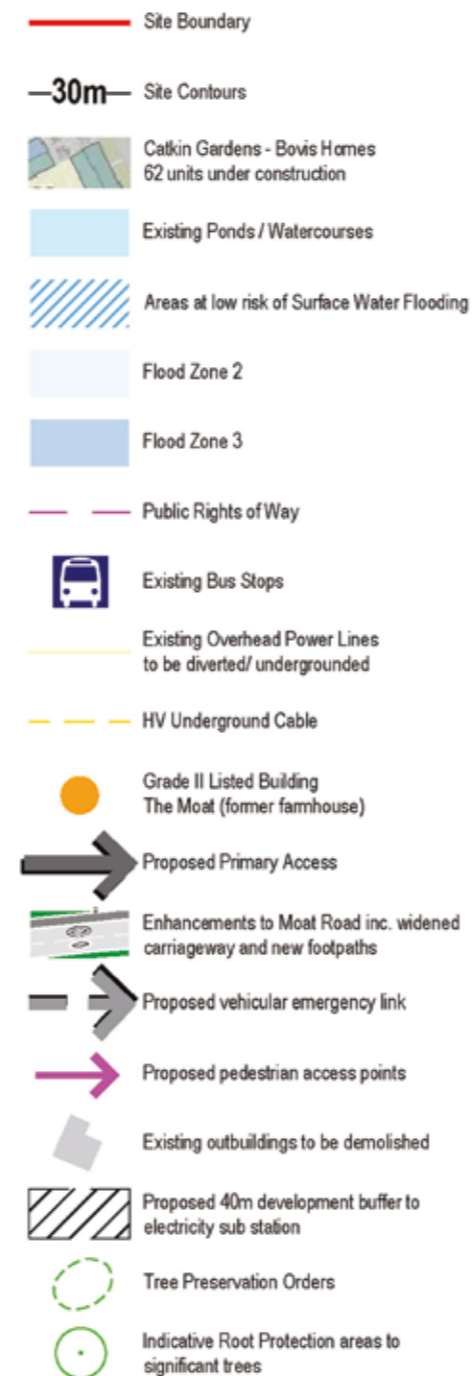 Site Boundary
30m Site Contours
Catkin Gardens - Bovis Homes
62 units under construction
Existing Ponds / Watercourses
Areas at low risk of Surface Water Flooding
Flood Zone 2
Flood Zone 3
Public Rights of Way
Existing Bus Stops
Existing Overhead Power Lines
to be diverted/ undergrounded
HV Underground Cable
Grade II Listed Building
The Moat (former farmhouse)
Proposed Primary Access
Enhancements to Moat Road inc. widened
carriageway and new footpaths
Proposed vehicular emergency link
Proposed pedestrian access points
Existing outbuildings to be demolished
Proposed 40m development buffer to
electricity sub station
Tree Preservation Orders
Indicative Root Protection areas to
significant trees